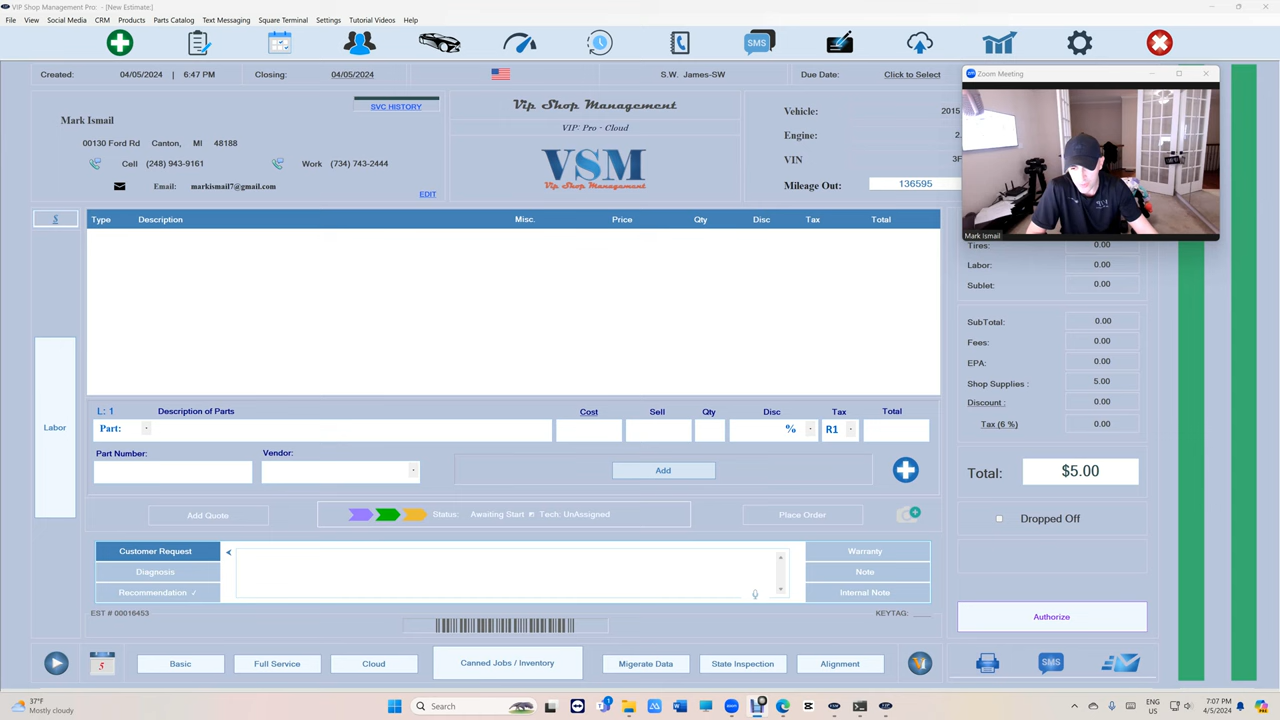 VIP Shop Management Pro: - [New Estimate:]
File View Social Media CRM Products Parts Catalog Text Messaging Square Terminal Settings Tutorial Videos Help
SMS
Created: 04/05/2024 | 6:47 PM Closing: 04/05/2024 S.W. James SW Due Date: Click to Select
Zoom Meeting
Mark Ismail
SVC HISTORY
Mark Ismail
00130 Ford Rd Canton, MI 48188
Cell (248) 943-9161 Work (734) 743-2444
Email: markismail7@gmail.com
EDIT
Vip Shop Management
VIP: Pro - Cloud
VSM
Vip Shop Management
Vehicle: 2015
Engine: 2.
VIN 3F
Mileage Out: 136595
$ Type Description Misc. Price Qty Disc Tax Total
Labor
Tires: 0.00
Labor: 0.00
Sublet: 0.00
SubTotal: 0.00
Fees: 0.00
EPA: 0.00
Shop Supplies : 5.00
Discount : 0.00
Tax (6 %) 0.00
Total: $5.00
Dropped Off
Authorize
L: 1 Description of Parts Cost Sell Qty Disc Tax Total
Part: % R1
Part Number: Vendor:
Add
Add Quote Status: Awaiting Start Tech: UnAssigned Place Order
Customer Request Warranty
Diagnosis Note
Recommendation ✓ Internal Note
EST # 00016453 KEYTAG: ___
5 Basic Full Service Cloud Canned Jobs / Inventory Migerate Data State Inspection Alignment SMS
37°F
Mostly cloudy
Search
ENG
US
7:07 PM
4/5/2024